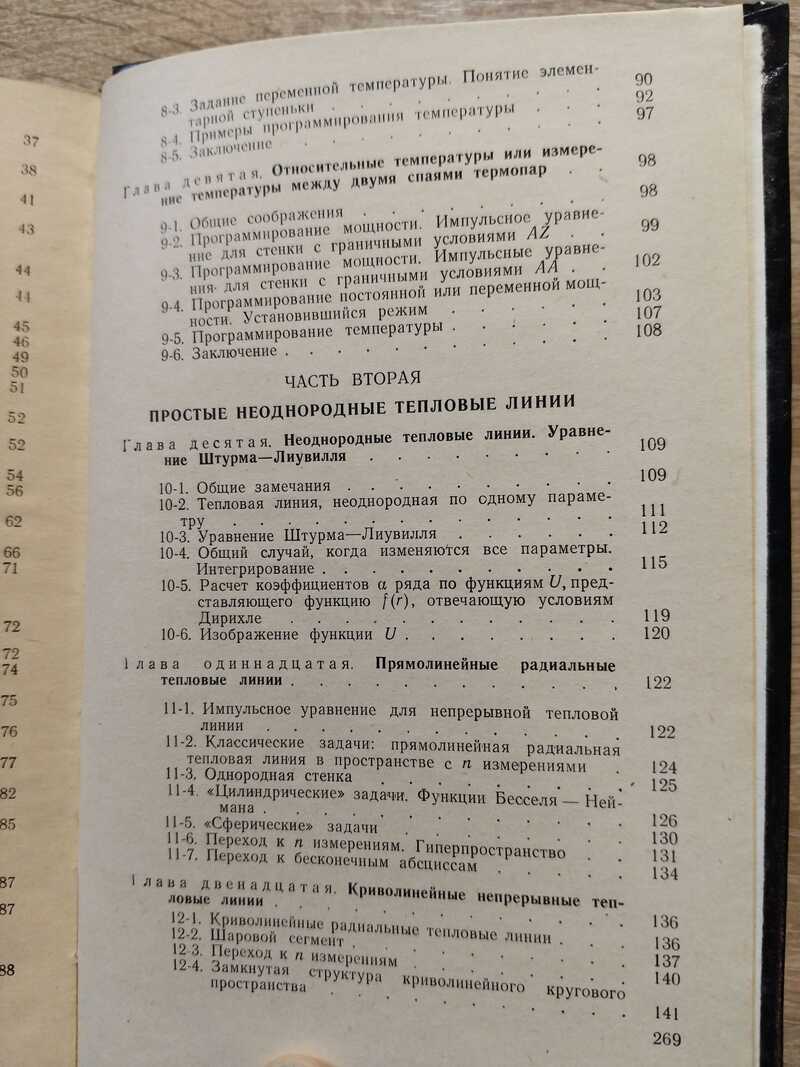 37
38
41
43
44
44
45
46
49
50
51
52
52
54
56
62
66
71
72
72
74
75
76
77
82
85
87
87
88
8-3. Задание переменной температуры. Понятие элемен-
тарной ступеньки . . . . . . . . 90
8-4. Примеры программирования температуры . . . 92
8-5. Заключение . . . . . . . . . 97
Глава девятая. Относительные температуры или измере-
ние температуры между двумя спаями термопар . . 98
9-1. Общие соображения . . . . . . . . 98
9-2. Программирование мощности. Импульсное уравне-
ние для стенки с граничными условиями AZ . . 99
9-3. Программирование мощности. Импульсные уравне-
ния для стенки с граничными условиями AA . . 102
9-4. Программирование постоянной или переменной мощ-
ности. Установившийся режим . . . . . 103
9-5. Программирование температуры . . . . . 107
9-6. Заключение . . . . . . . . . 108
ЧАСТЬ ВТОРАЯ
ПРОСТЫЕ НЕОДНОРОДНЫЕ ТЕПЛОВЫЕ ЛИНИИ
Глава десятая. Неоднородные тепловые линии. Уравне-
ние Штурма—Лиувилля . . . . . . . . 109
10-1. Общие замечания . . . . . . . . 109
10-2. Тепловая линия, неоднородная по одному параме-
тру . . . . . . . . . . . 111
10-3. Уравнение Штурма—Лиувилля . . . . . . 112
10-4. Общий случай, когда изменяются все параметры.
Интегрирование . . . . . . . . . 115
10-5. Расчет коэффициентов α ряда по функциям U, пред-
ставляющего функцию f(r), отвечающую условиям
Дирихле . . . . . . . . . . 119
10-6. Изображение функции U . . . . . . . . 120
Глава одиннадцатая. Прямолинейные радиальные
тепловые линии . . . . . . . . . . 122
11-1. Импульсное уравнение для непрерывной тепловой
линии . . . . . . . . . . 122
11-2. Классические задачи: прямолинейная радиальная
тепловая линия в пространстве с n измерениями . 124
11-3. Однородная стенка . . . . . . . . 125
11-4. «Цилиндрические» задачи. Функции Бесселя — Ней-
мана . . . . . . . . . . 126
11-5. «Сферические» задачи . . . . . . . 130
11-6. Переход к n измерениям. Гиперпространство . . 131
11-7. Переход к бесконечным абсциссам . . . . 134
Глава двенадцатая. Криволинейные непрерывные теп-
ловые линии . . . . . . . . . . 136
12-1. Криволинейные радиальные тепловые линии . . . 136
12-2. Шаровой сегмент . . . . . . . . 137
12-3. Переход к n измерениям . . . . . . . 140
12-4. Замкнутая структура криволинейного кругового
пространства . . . . . . . . . 141
269